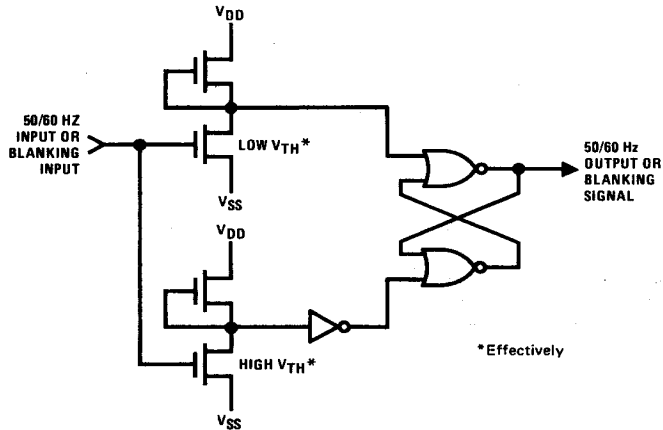 VDD
50/60 HZ
INPUT OR
BLANKING
INPUT
LOW VTH*
VSS
50/60 Hz
OUTPUT OR
BLANKING
SIGNAL
VDD
*Effectively
HIGH VTH*
VSS